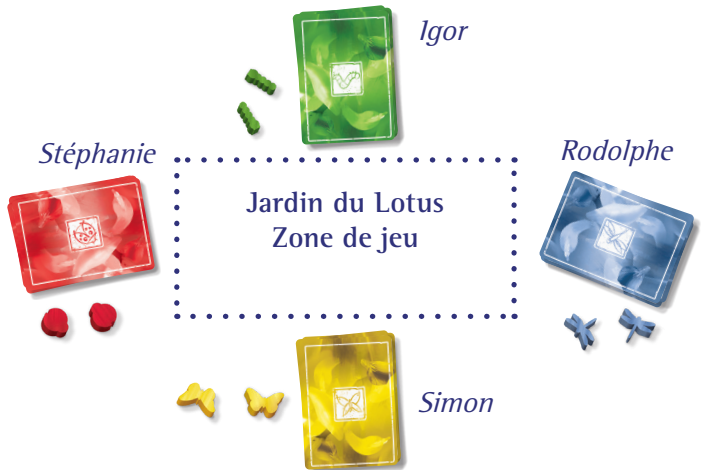 Igor
Stéphanie
Rodolphe
Jardin du Lotus
Zone de jeu
Simon